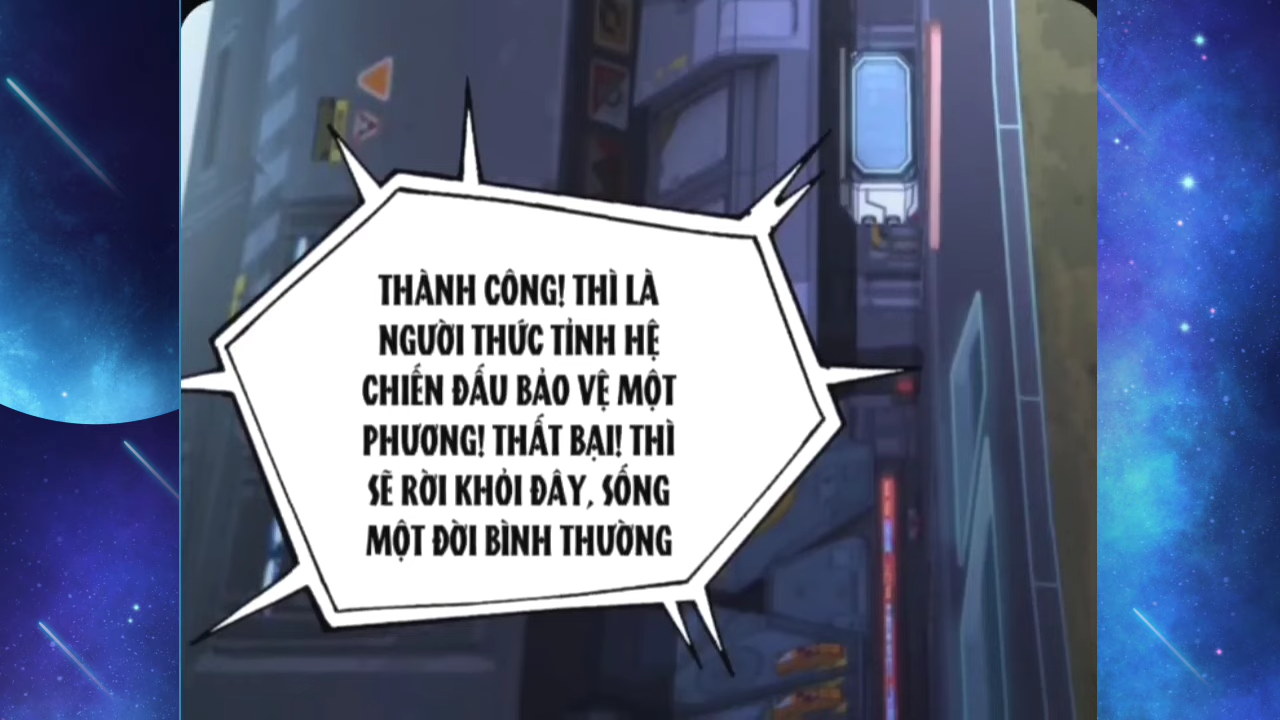 THÀNH CÔNG! THÌ LÀ
NGƯỜI THỨC TỈNH HỆ
CHIẾN ĐẤU BẢO VỆ MỘT
PHƯƠNG! THẤT BẠI! THÌ
SẼ RỜI KHỎI ĐÂY, SỐNG
MỘT ĐỜI BÌNH THƯỜNG